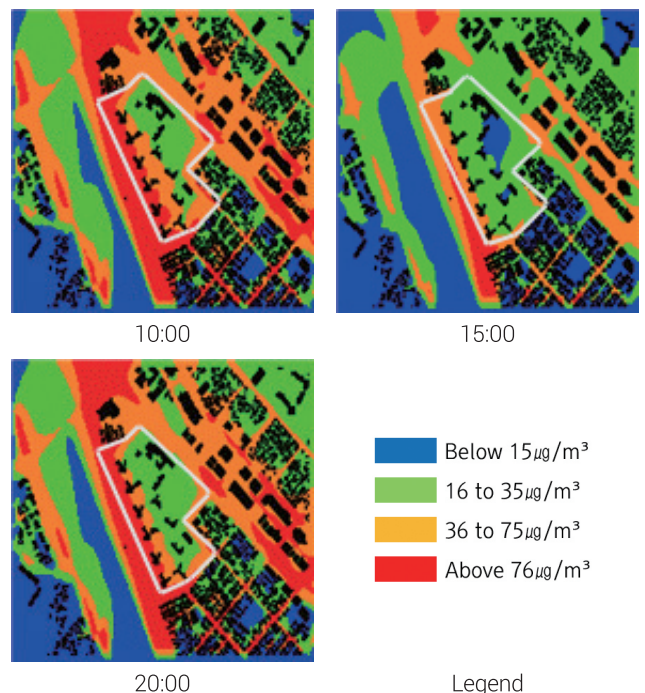 10:00
15:00
Below 15㎍/m³
16 to 35㎍/m³
36 to 75㎍/m³
Above 76㎍/m³
20:00
Legend